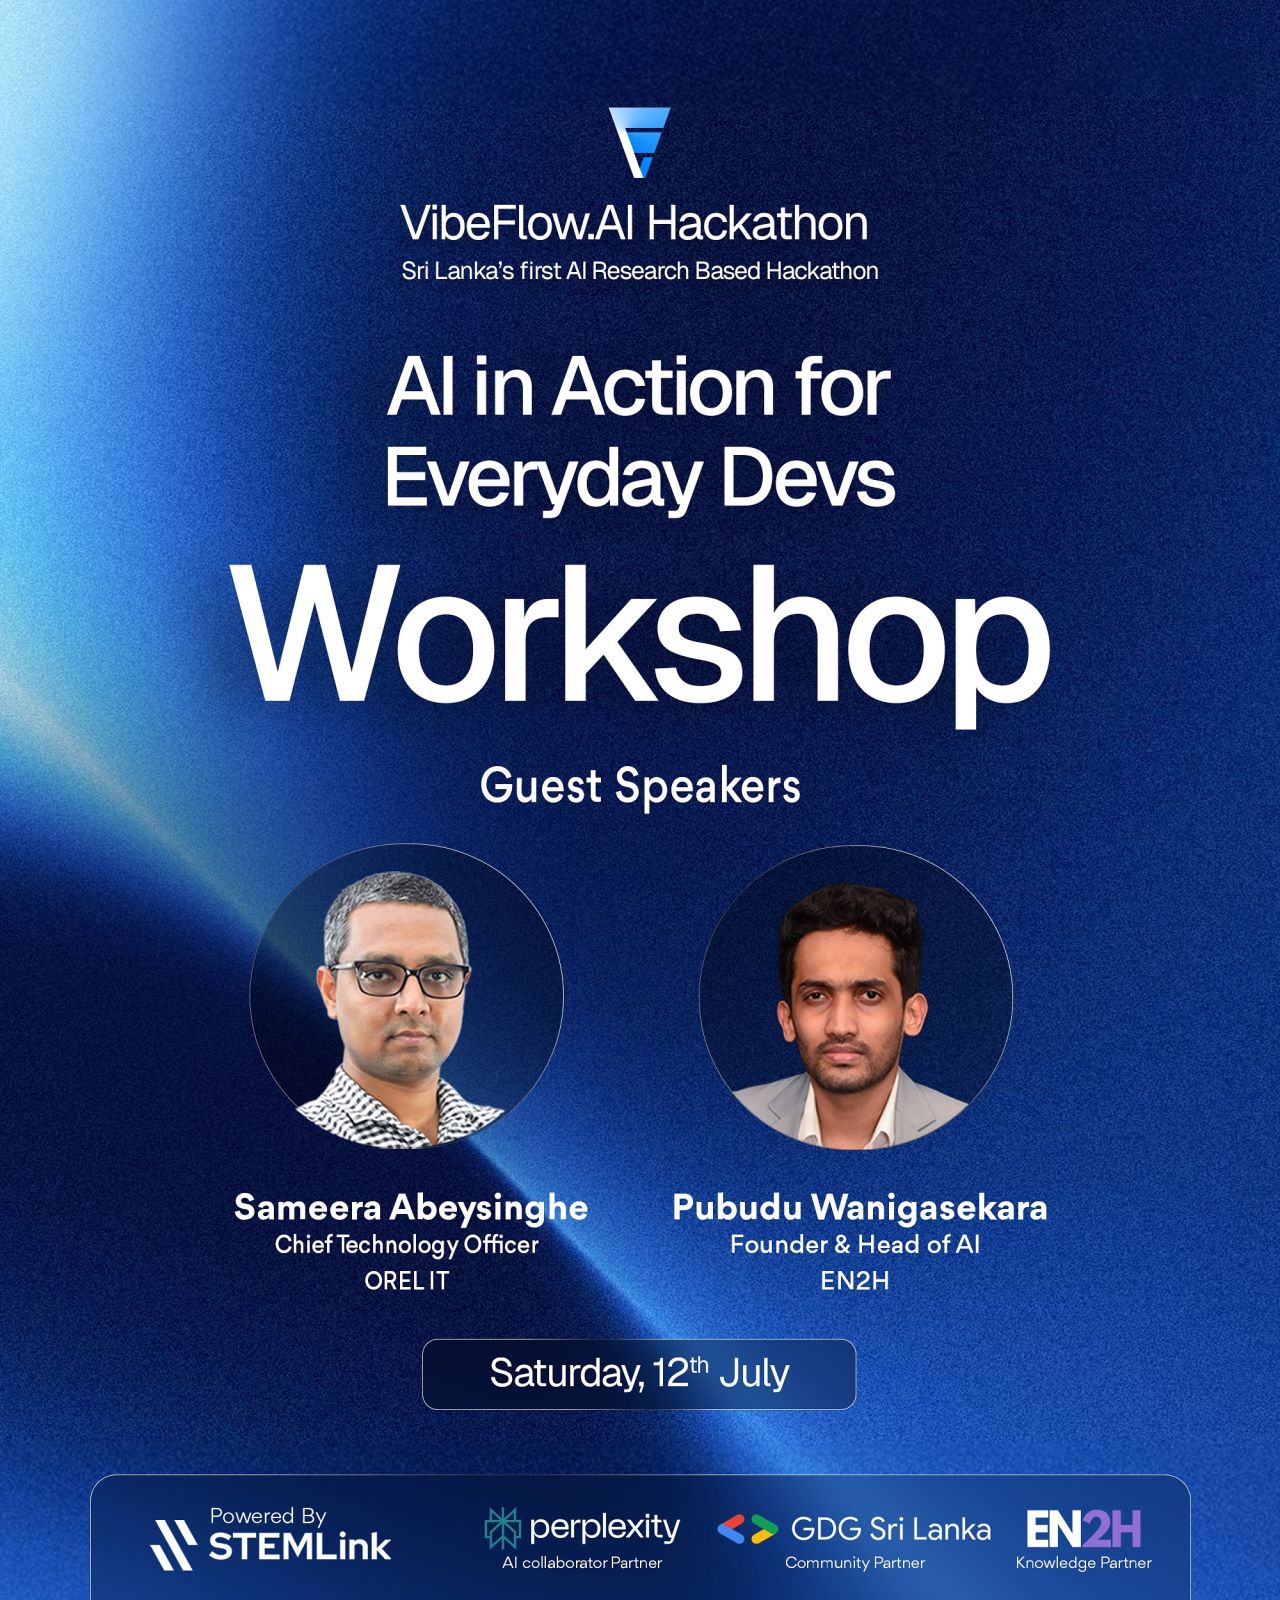 VibeFlow.AI Hackathon
Sri Lanka's first AI Research Based Hackathon
AI in Action for
Everyday Devs
Workshop
Guest Speakers
Sameera Abeysinghe
Chief Technology Officer
OREL IT
Pubudu Wanigasekara
Founder & Head of AI
EN2H
Saturday, 12th July
Powered By
STEMLink
perplexity
AI collaborator Partner
GDG Sri Lanka
Community Partner
EN2H
Knowledge Partner